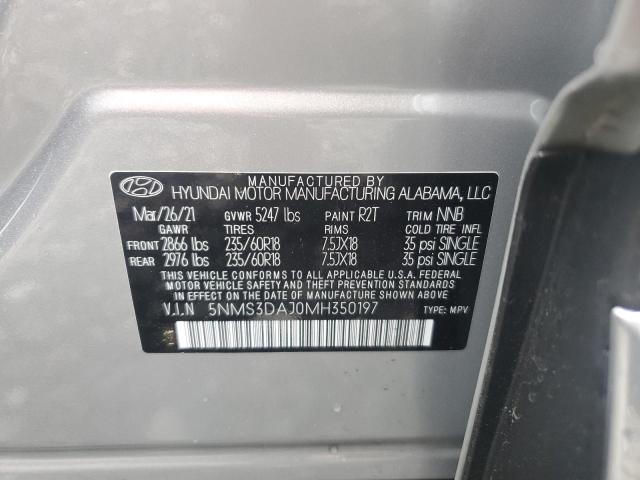 MANUFACTURED BY
HYUNDAI MOTOR MANUFACTURING ALABAMA, LLC
Mar/26/21 GVWR 5247 lbs PAINT R2T TRIM NNB
GAWR TIRES RIMS COLD TIRE INFL
FRONT 2866 lbs 235/60R18 7.5JX18 35 psi SINGLE
REAR 2976 lbs 235/60R18 7.5JX18 35 psi SINGLE
THIS VEHICLE CONFORMS TO ALL APPLICABLE U.S.A. FEDERAL
MOTOR VEHICLE SAFETY AND THEFT PREVENTION STANDARDS
IN EFFECT ON THE DATE OF MANUFACTURE SHOWN ABOVE.
V.I.N 5NMS3DAJ0MH350197 TYPE: MPV